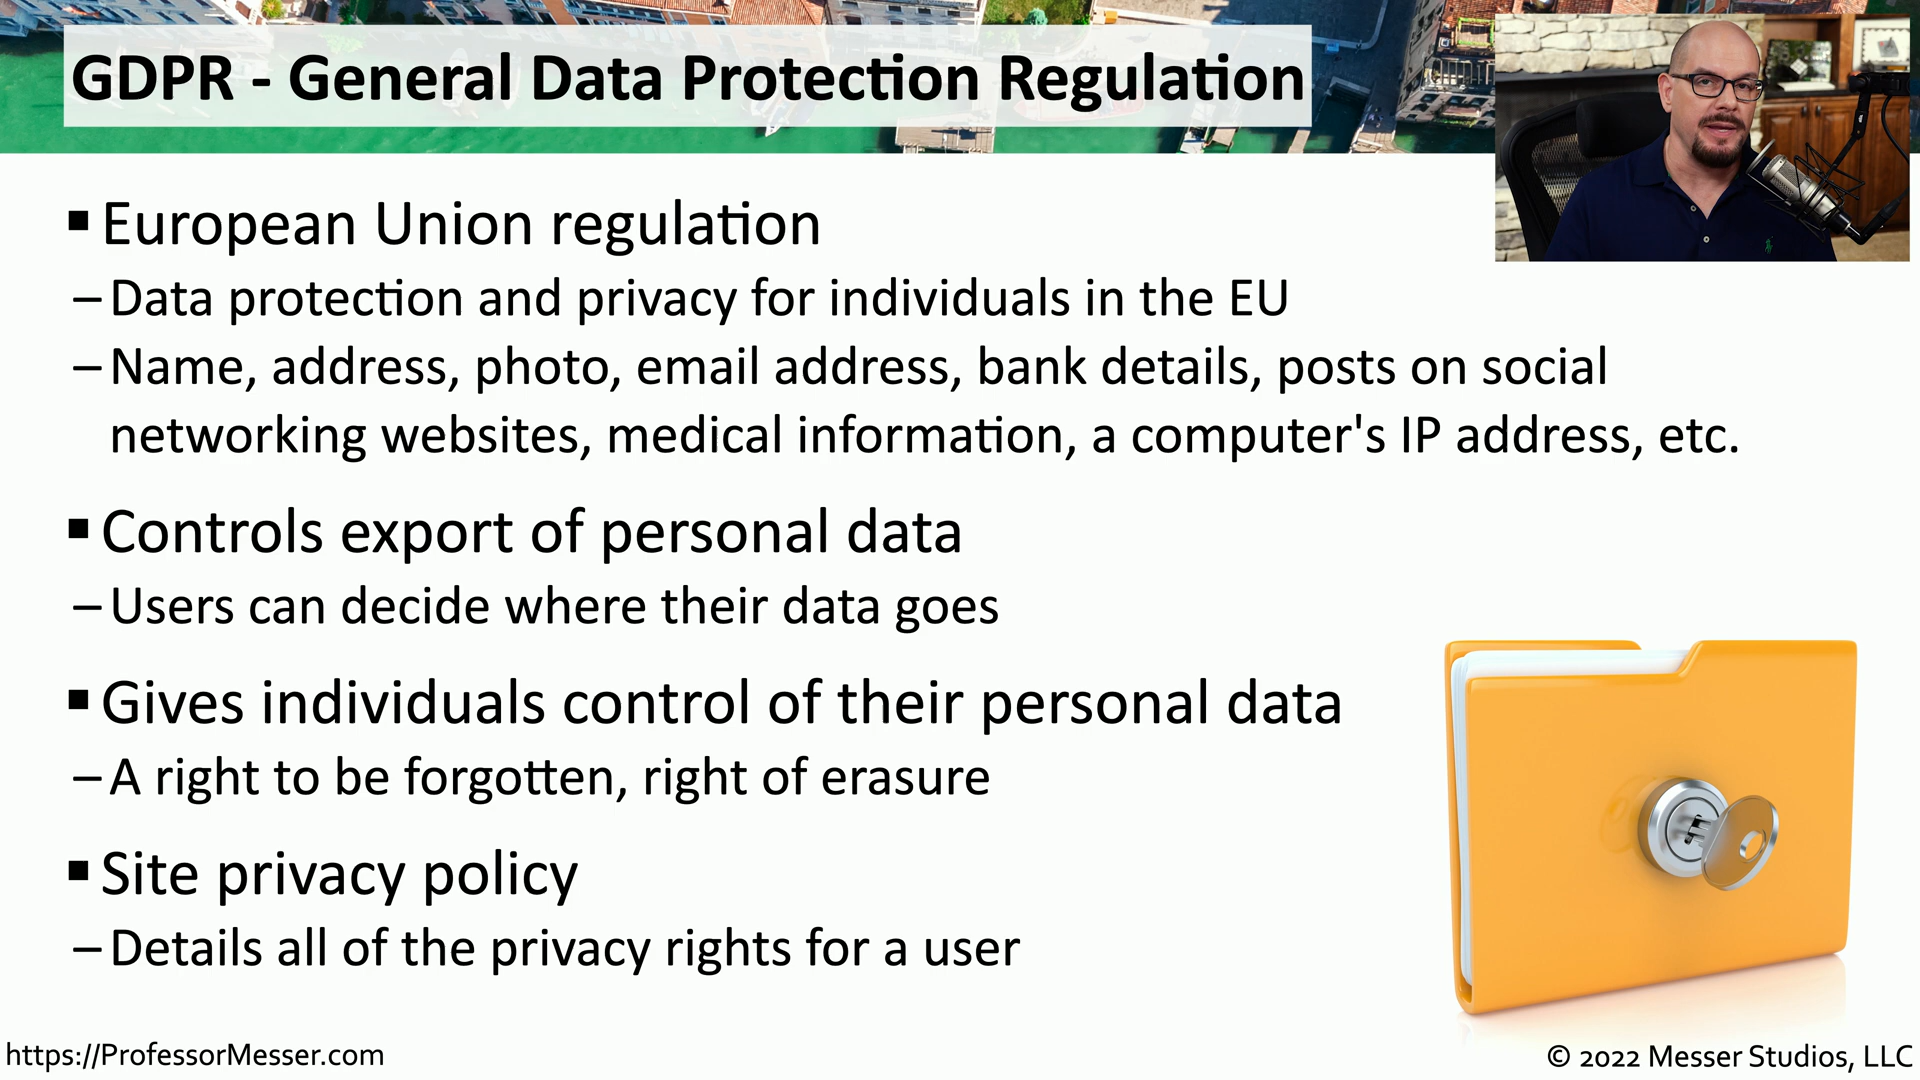 GDPR - General Data Protection Regulation
▪ European Union regulation
– Data protection and privacy for individuals in the EU
– Name, address, photo, email address, bank details, posts on social
networking websites, medical information, a computer's IP address, etc.
▪ Controls export of personal data
– Users can decide where their data goes
▪ Gives individuals control of their personal data
– A right to be forgotten, right of erasure
▪ Site privacy policy
– Details all of the privacy rights for a user
https://ProfessorMesser.com
© 2022 Messer Studios, LLC